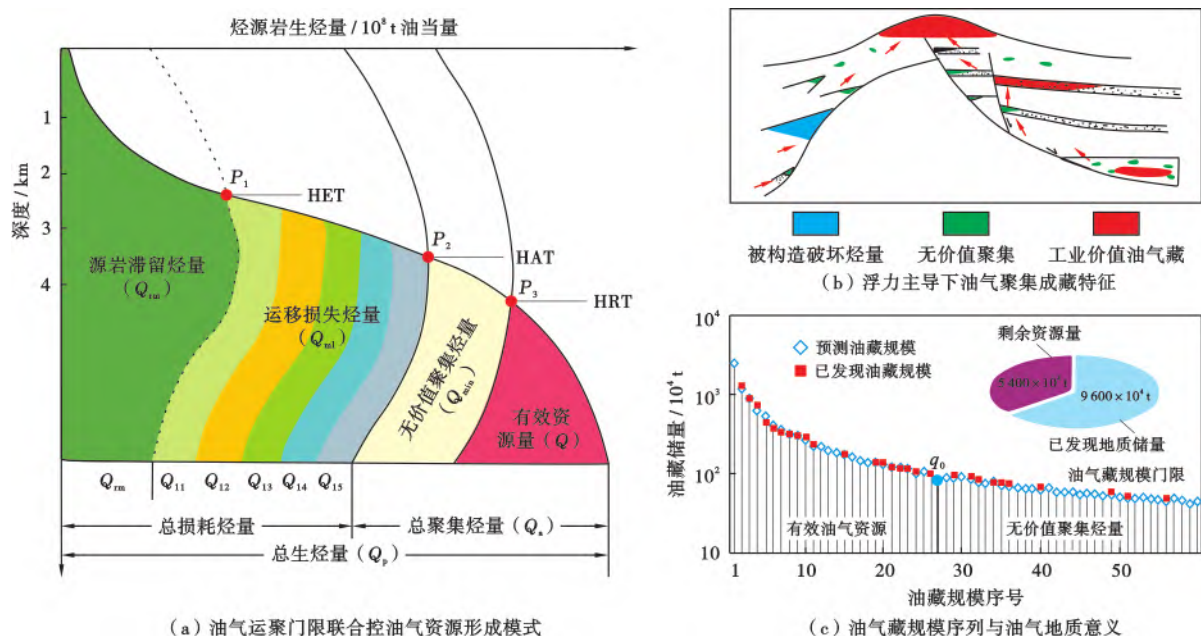 烃源岩生烃量/10⁸ t 油当量
深度/km
1
2
3
4
P₁
HET
P₂
HAT
P₃
HRT
源岩滞留烃量
(Qᵣₘ)
运移损失烃量
(Qₘₗ)
无价值聚集烃量
(Qₘᵢₙ)
有效资
源量(Q)
Qᵣₘ
Q₁₁
Q₁₂
Q₁₃
Q₁₄
Q₁₅
总损耗烃量
总聚集烃量(Qₐ)
总生烃量(Qₚ)
(a)油气运聚门限联合控油气资源形成模式
被构造破坏烃量
无价值聚集
工业价值油气藏
(b)浮力主导下油气聚集成藏特征
油藏储量/10⁴ t
10⁴
10³
10²
10
预测油藏规模
已发现油藏规模
剩余资源量
9 600×10⁴ t
已发现地质储量
q₀
油气藏规模门限
有效油气资源
无价值聚集烃量
1
10
20
30
40
50
油藏规模序号
(c)油气藏规模序列与油气地质意义